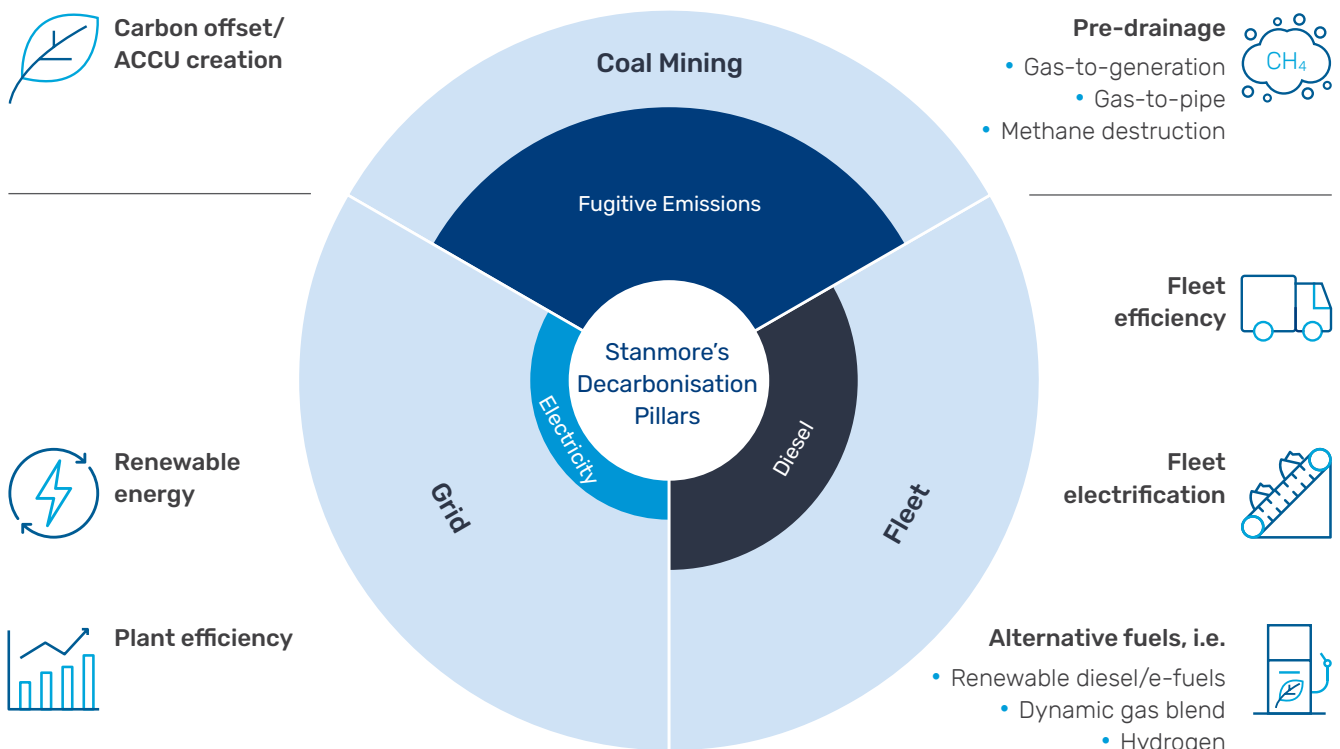 Carbon offset/
ACCU creation
Coal Mining
Pre-drainage
• Gas-to-generation
• Gas-to-pipe
• Methane destruction
CH₄
Fugitive Emissions
Stanmore's
Decarbonisation
Pillars
Electricity
Diesel
Grid
Fleet
Renewable
energy
Plant efficiency
Fleet
efficiency
Fleet
electrification
Alternative fuels, i.e.
• Renewable diesel/e-fuels
• Dynamic gas blend
• Hydrogen